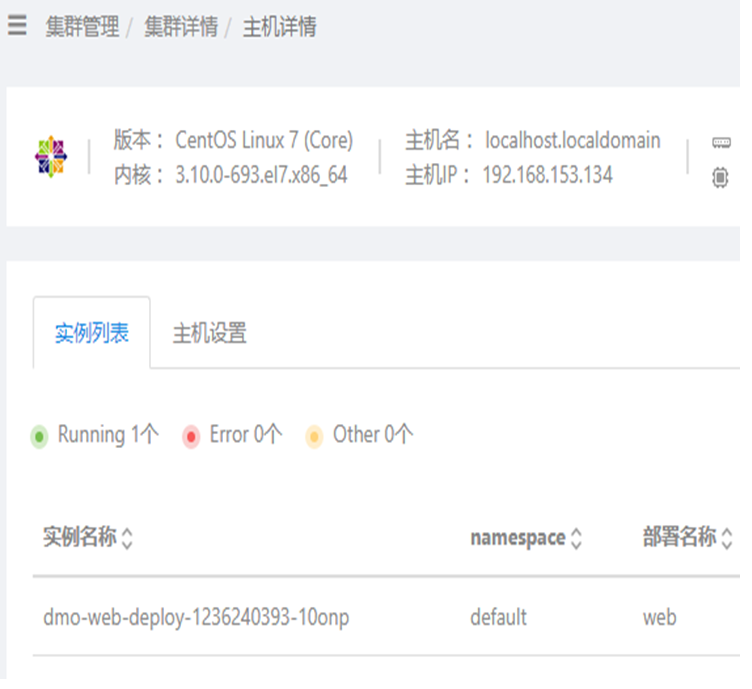 集群管理 / 集群详情 / 主机详情
版本： CentOS Linux 7 (Core)
内核： 3.10.0-693.el7.x86_64
主机名： localhost.localdomain
主机IP： 192.168.153.134
实例列表 主机设置
Running 1个 Error 0个 Other 0个
实例名称 namespace 部署名称
dmo-web-deploy-1236240393-10onp default web